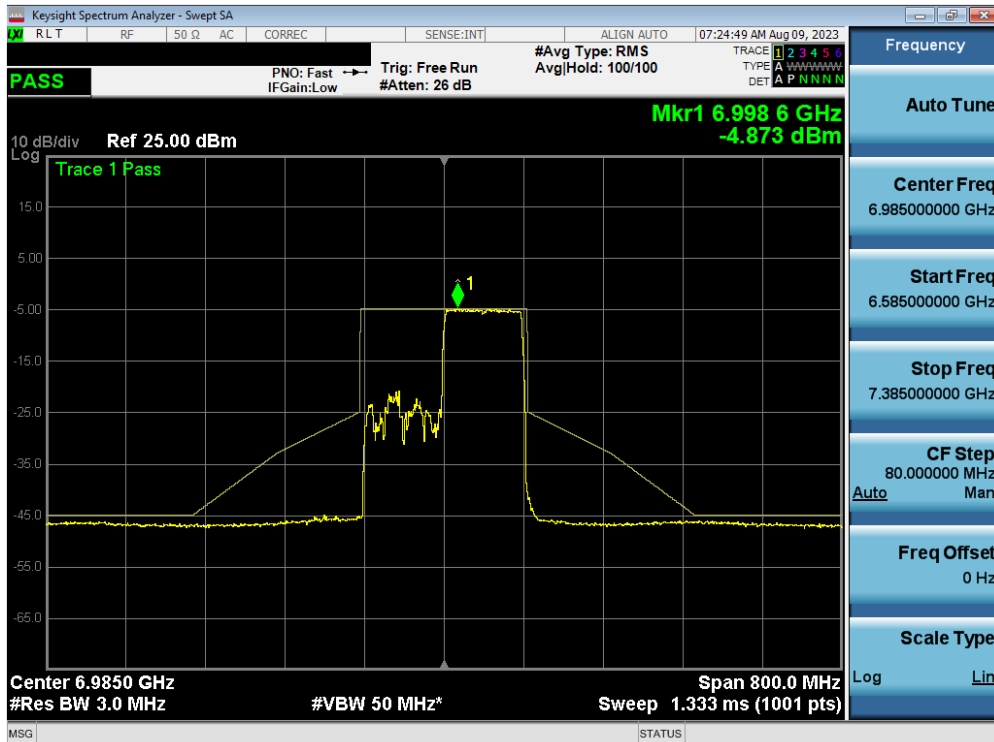 Keysight Spectrum Analyzer - Swept SA
LXI RLT RF 50 Ω AC CORREC SENSE:INT ALIGN AUTO 07:24:49 AM Aug 09, 2023
PASS
PNO: Fast
IFGain:Low
Trig: Free Run
#Atten: 26 dB
#Avg Type: RMS
Avg|Hold: 100/100
TRACE 1 2 3 4 5 6
TYPE A WWWWW
DET A P N N N N
Mkr1 6.998 6 GHz
-4.873 dBm
10 dB/div Ref 25.00 dBm
Log
Trace 1 Pass
15.0
5.00
-5.00
-15.0
-25.0
-35.0
-45.0
-55.0
-65.0
1
Center 6.9850 GHz Span 800.0 MHz
#Res BW 3.0 MHz #VBW 50 MHz* Sweep 1.333 ms (1001 pts)
MSG STATUS
Frequency
Auto Tune
Center Freq
6.985000000 GHz
Start Freq
6.585000000 GHz
Stop Freq
7.385000000 GHz
CF Step
80.000000 MHz
Auto Man
Freq Offset
0 Hz
Scale Type
Log Lin